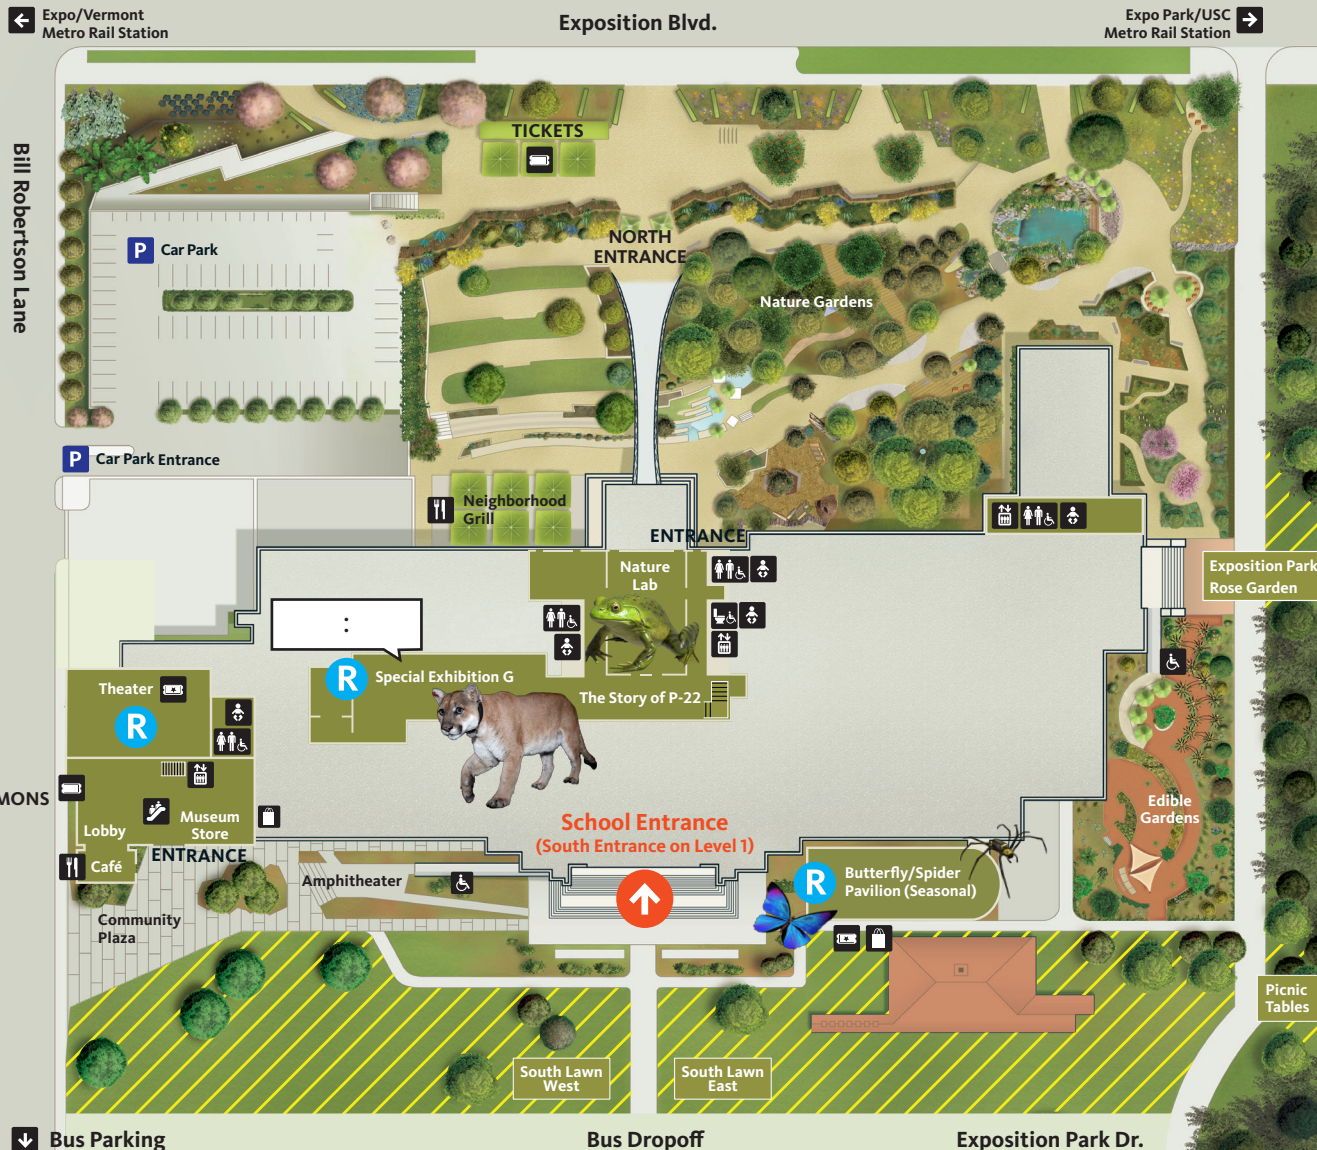 Expo/Vermont
Metro Rail Station
Exposition Blvd.
Expo Park/USC
Metro Rail Station
Bill Robertson Lane
TICKETS
P Car Park
NORTH
ENTRANCE
Nature Gardens
P Car Park Entrance
Neighborhood
Grill
ENTRANCE
Nature
Lab
Exposition Park
Rose Garden
:
R
Special Exhibition G
The Story of P-22
Theater
R
MONS
Lobby
Museum
Store
Café
ENTRANCE
Edible
Gardens
School Entrance
(South Entrance on Level 1)
Amphitheater
R
Butterfly/Spider
Pavilion (Seasonal)
Community
Plaza
Picnic
Tables
South Lawn
West
South Lawn
East
Bus Parking
Bus Dropoff
Exposition Park Dr.